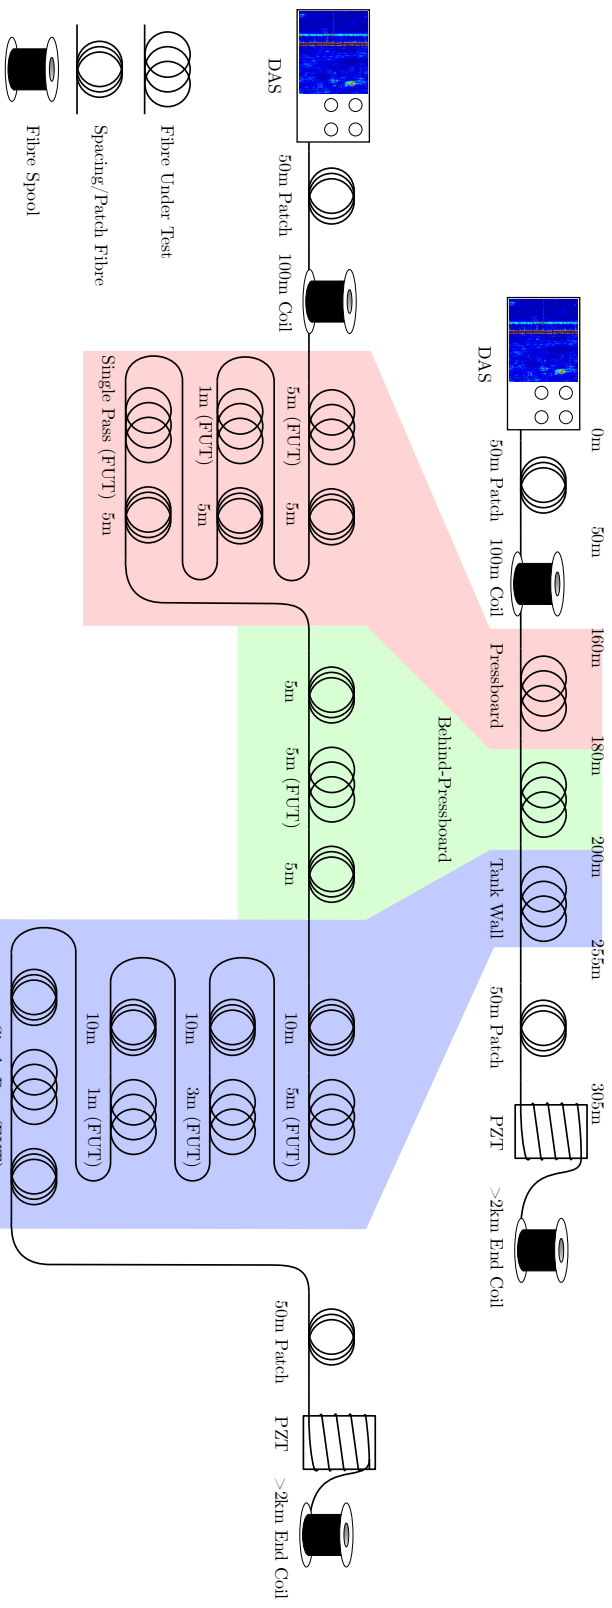 0m
50m
160m
180m
200m
255m
305m
DAS
50m Patch
100m Coil
Pressboard
Behind-Pressboard
Tank Wall
50m Patch
PZT
>2km End Coil
DAS
50m Patch
100m Coil
5m (FUT)
5m
1m (FUT)
5m
Single Pass (FUT)
5m
5m
5m (FUT)
5m
10m
5m (FUT)
10m
3m (FUT)
10m
1m (FUT)
50m Patch
PZT
>2km End Coil
Fibre Under Test
Spacing/Patch Fibre
Fibre Spool